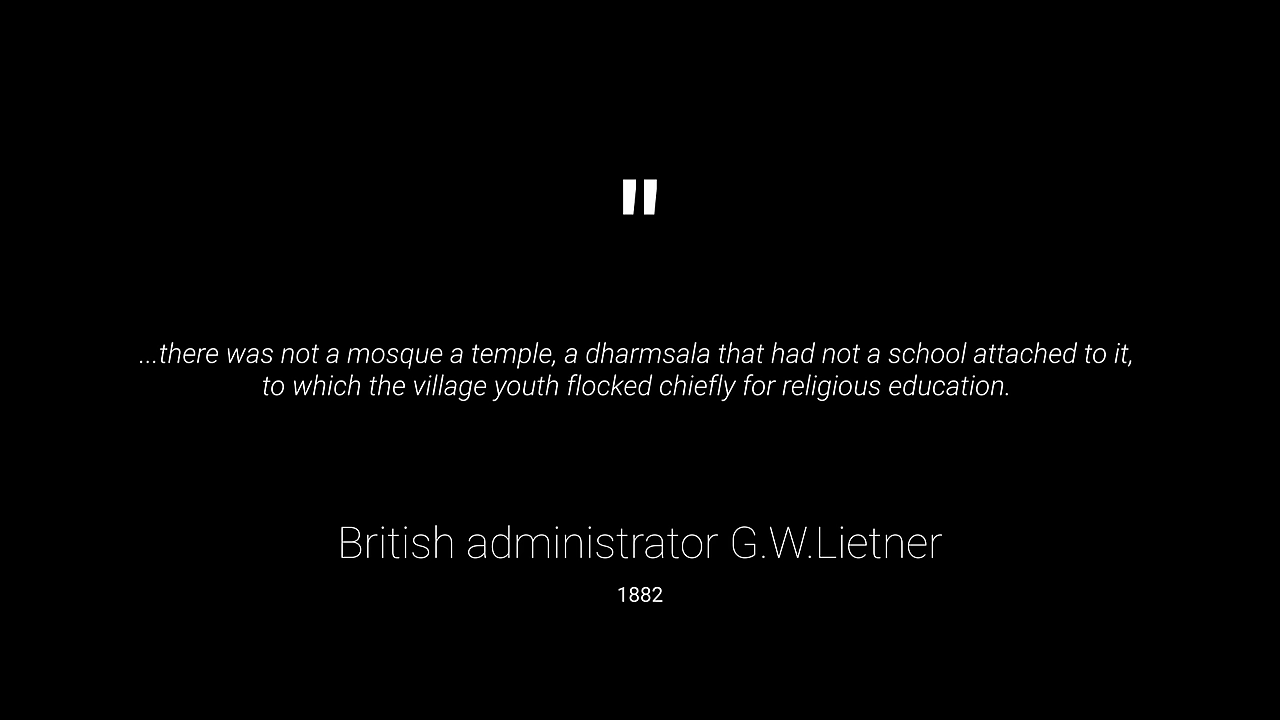 "
...there was not a mosque a temple, a dharmsala that had not a school attached to it,
to which the village youth flocked chiefly for religious education.
British administrator G.W.Lietner
1882